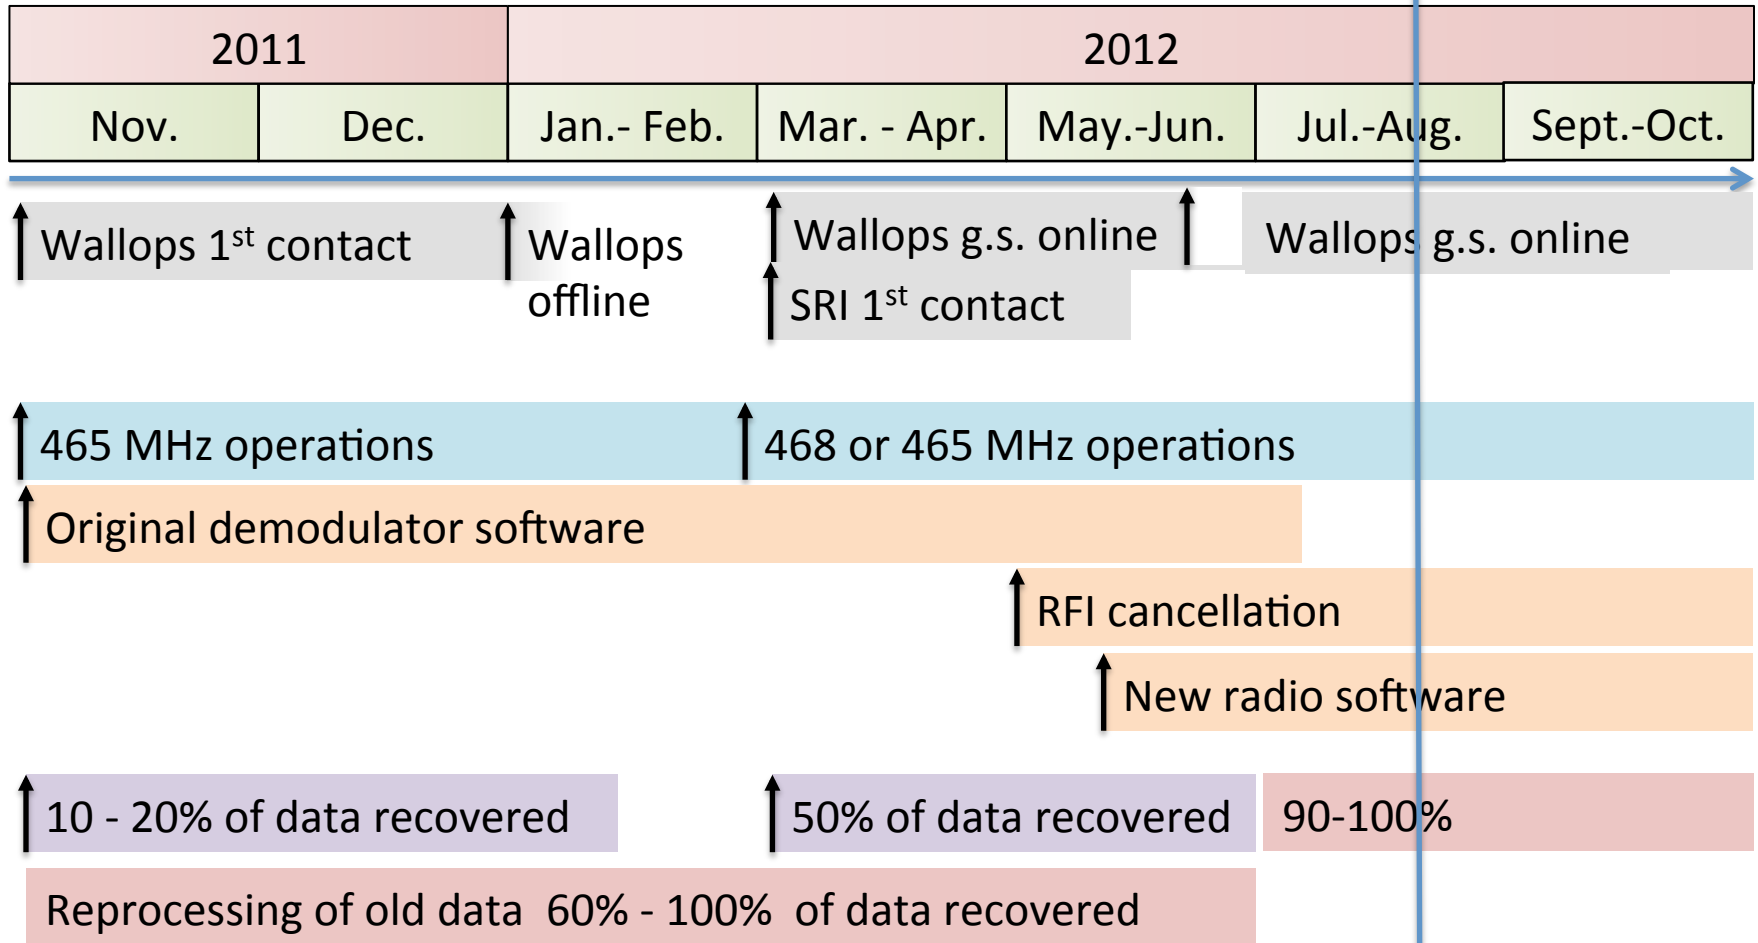 2011
2012
Nov.
Dec.
Jan.- Feb.
Mar. - Apr.
May.-Jun.
Jul.-Aug.
Sept.-Oct.
Wallops 1st contact
Wallops
offline
Wallops g.s. online
Wallops g.s. online
SRI 1st contact
465 MHz operations
468 or 465 MHz operations
Original demodulator software
RFI cancellation
New radio software
10 - 20% of data recovered
50% of data recovered
90-100%
Reprocessing of old data  60% - 100%  of data recovered